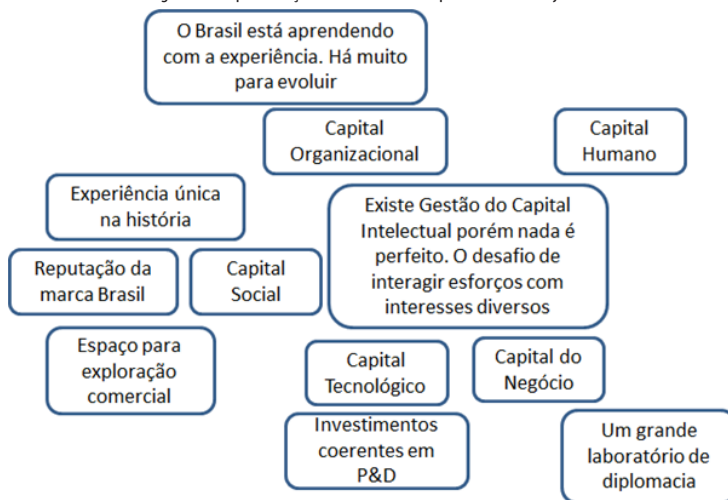 O Brasil está aprendendo
com a experiência. Há muito
para evoluir
Capital
Organizacional
Capital
Humano
Experiência única
na história
Existe Gestão do Capital
Intelectual porém nada é
perfeito. O desafio de
interagir esforços com
interesses diversos
Reputação da
marca Brasil
Capital
Social
Espaço para
exploração
comercial
Capital
Tecnológico
Capital do
Negócio
Investimentos
coerentes em
P&D
Um grande
laboratório de
diplomacia